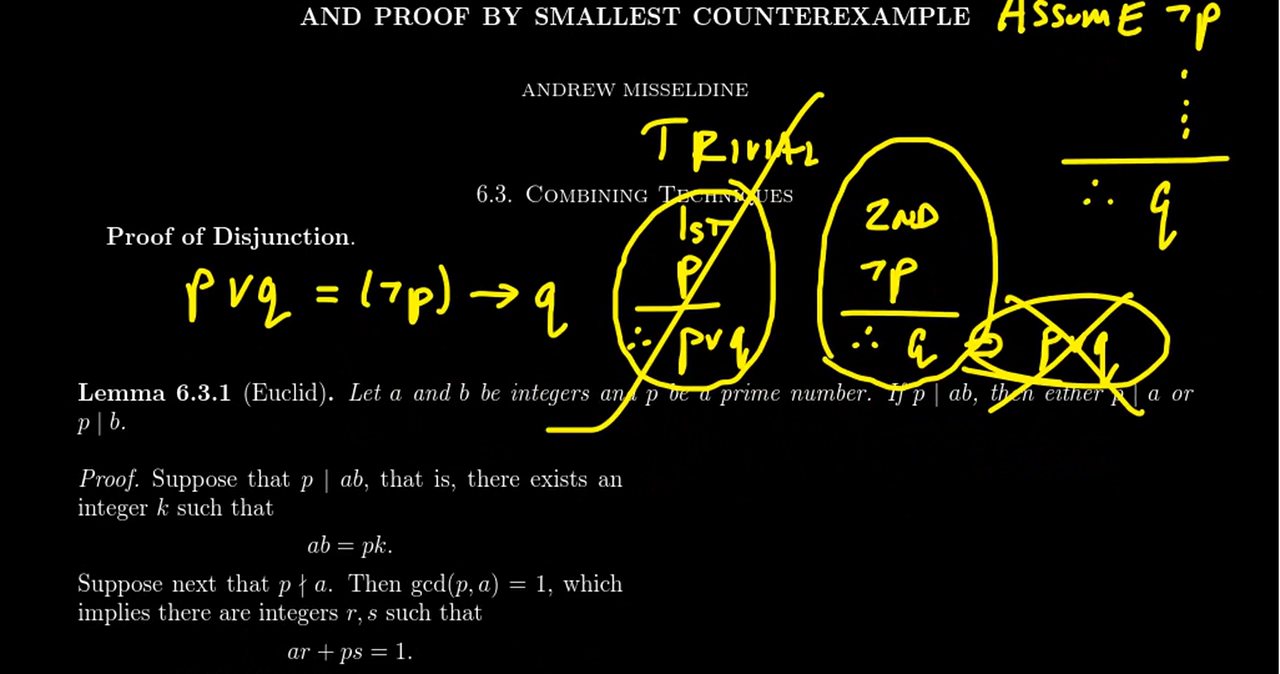 AND PROOF BY SMALLEST COUNTEREXAMPLE
ASSUME ¬p
⋮
∴ q
ANDREW MISSELDINE
TRIVIAL
6.3. COMBINING TECHNIQUES
Proof of Disjunction.
p ∨ q = (¬p) → q
1ST
p
∴ p∨q
2ND
¬p
∴ q
p∨q
Lemma 6.3.1 (Euclid). Let a and b be integers and p be a prime number. If p | ab, then either p | a or
p | b.
Proof. Suppose that p | ab, that is, there exists an
integer k such that
ab = pk.
Suppose next that p ∤ a. Then gcd(p, a) = 1, which
implies there are integers r, s such that
ar + ps = 1.